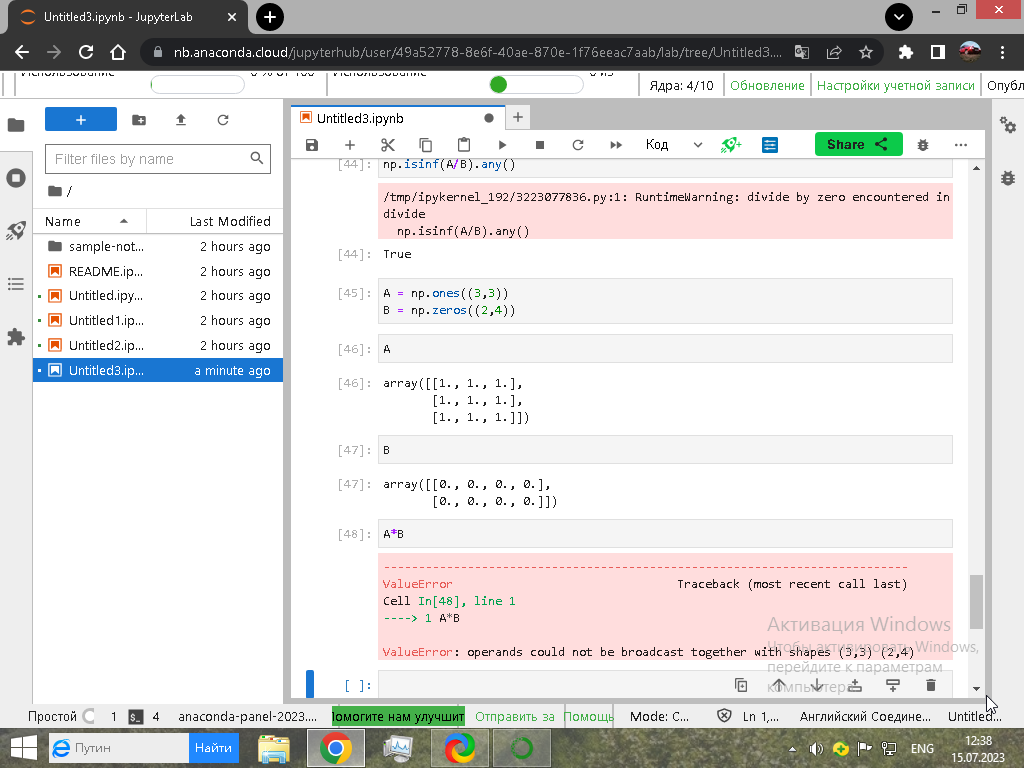 Untitled3.ipynb - JupyterLab
nb.anaconda.cloud/jupyterhub/user/49a52778-8e6f-40ae-870e-1f76eeac7aab/lab/tree/Untitled3....
Использование 0 % от 100 Использование 0 из
Ядра: 4/10 Обновление Настройки учетной записи Опубл
Untitled3.ipynb
Код Share
Filter files by name
/
Name Last Modified
sample-not... 2 hours ago
README.ip... 2 hours ago
Untitled.ipy... 2 hours ago
Untitled1.ip... 2 hours ago
Untitled2.ip... 2 hours ago
Untitled3.ip... a minute ago
[44]: np.isinf(A/B).any()
/tmp/ipykernel_192/3223077836.py:1: RuntimeWarning: divide by zero encountered in
divide
np.isinf(A/B).any()
[44]: True
[45]: A = np.ones((3,3))
B = np.zeros((2,4))
[46]: A
[46]: array([[1., 1., 1.],
[1., 1., 1.],
[1., 1., 1.]])
[47]: B
[47]: array([[0., 0., 0., 0.],
[0., 0., 0., 0.]])
[48]: A*B
---------------------------------------------------------------------------
ValueError Traceback (most recent call last)
Cell In[48], line 1
----> 1 A*B
ValueError: operands could not be broadcast together with shapes (3,3) (2,4)
[ ]:
Активация Windows
Чтобы активировать Windows,
перейдите к параметрам
компьютера.
Простой 1 $_ 4 anaconda-panel-2023.... Помогите нам улучшит Отправить за Помощь Mode: C... Ln 1,... Английский Соедине... Untitled...
Путин Найти
ENG
12:38
15.07.2023